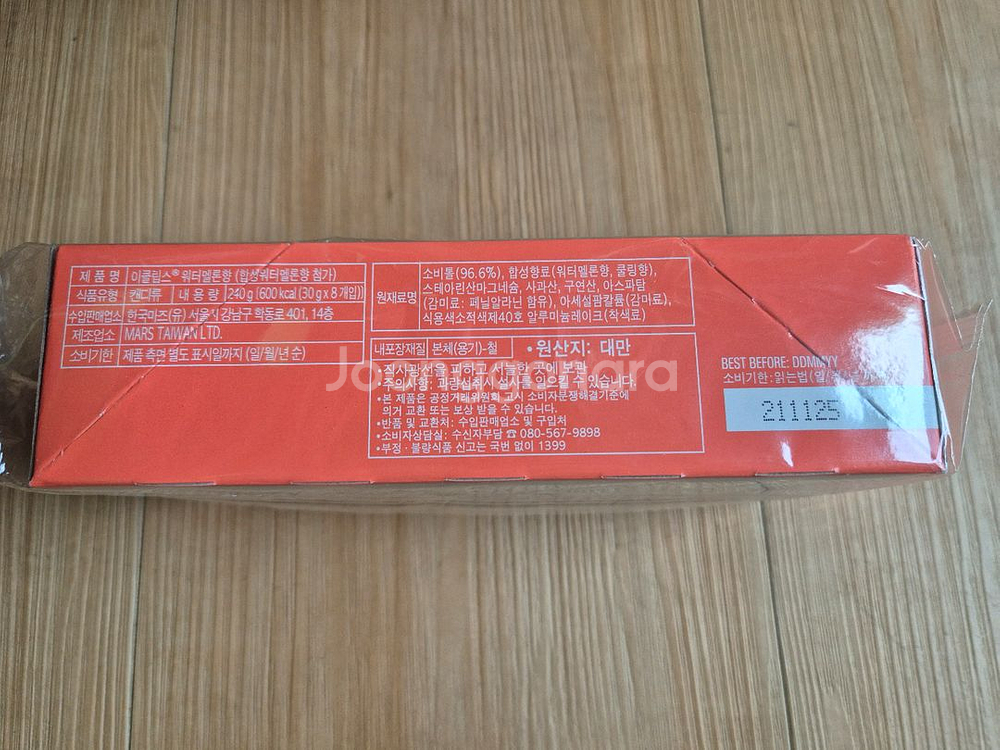 제 품 명 이클립스® 워터멜론향 (합성워터멜론향 첨가)
식품유형 캔디류 내 용 량 240 g [600 kcal (30 g x 8 개입)]
수입판매업소 한국마즈(유) 서울시 강남구 학동로 401, 14층
제조업소 MARS TAIWAN LTD.
소비기한 제품 측면 별도 표시일까지 (일/월/년 순)
원재료명 소비톨(96.6%), 합성향료(워터멜론향, 쿨링향),
스테아린산마그네슘, 사과산, 구연산, 아스파탐
(감미료: 페닐알라닌 함유), 아세설팜칼륨(감미료),
식용색소적색제40호 알루미늄레이크(착색료)
내포장재질 본체(용기)-철 • 원산지: 대만
•직사광선을 피하고 서늘한 곳에 보관
•주의사항: 과량섭취시 설사를 일으킬 수 있습니다.
•본 제품은 공정거래위원회 고시 소비자분쟁해결기준에
의거 교환 또는 보상 받을 수 있습니다.
•반품 및 교환처: 수입판매업소 및 구입처
•소비자상담실: 수신자부담 ☎ 080-567-9898
•부정·불량식품 신고는 국번 없이 1399
BEST BEFORE: DDMMYY
소비기한: 읽는법(일/월
211125
Joonggonara